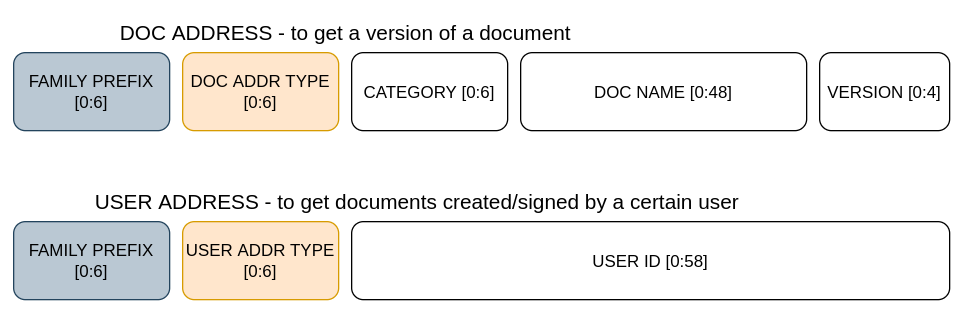 DOC ADDRESS - to get a version of a document
FAMILY PREFIX
[0:6]
DOC ADDR TYPE
[0:6]
CATEGORY [0:6]
DOC NAME [0:48]
VERSION [0:4]
USER ADDRESS - to get documents created/signed by a certain user
FAMILY PREFIX
[0:6]
USER ADDR TYPE
[0:6]
USER ID [0:58]